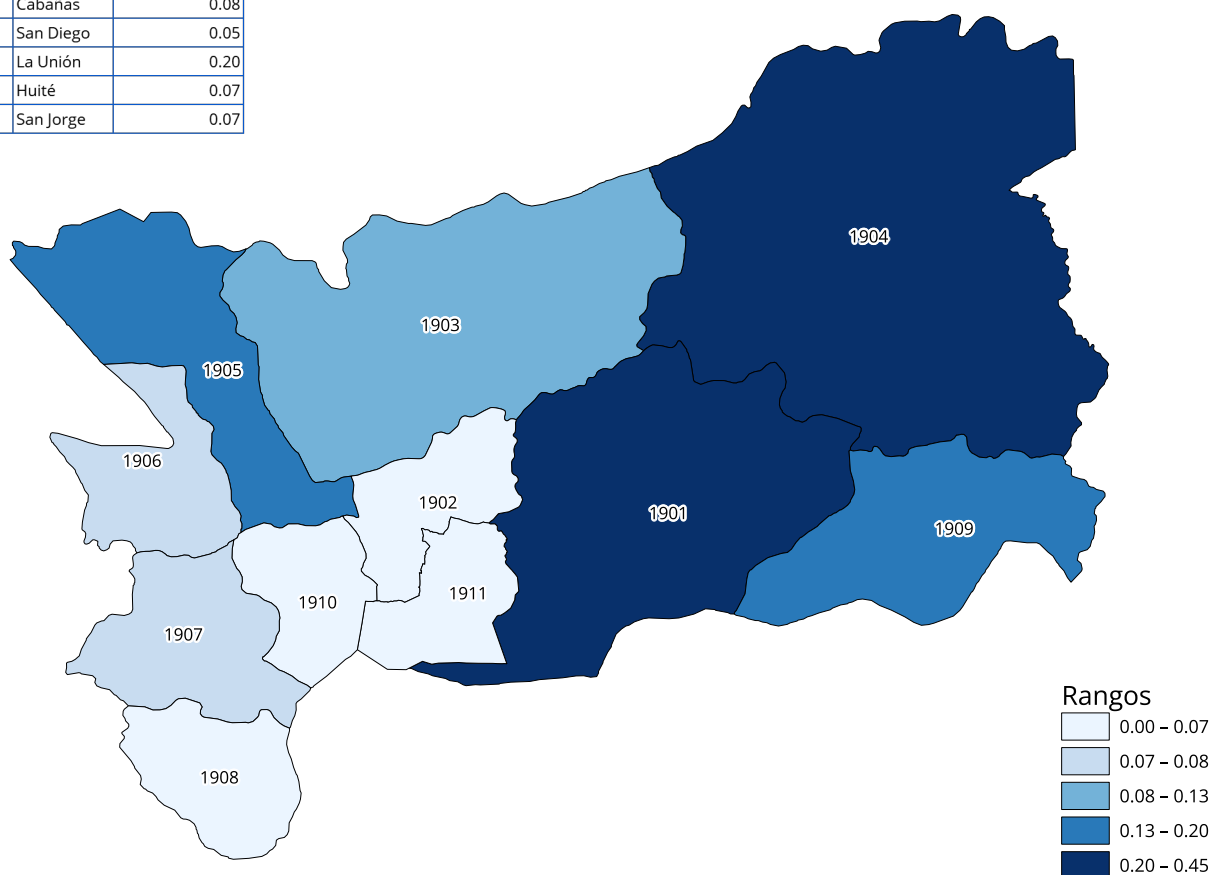 Cabañas 0.08
San Diego 0.05
La Unión 0.20
Huité 0.07
San Jorge 0.07
1904
1903
1905
1906
1902
1901
1909
1911
1910
1907
1908
Rangos
0.00 – 0.07
0.07 – 0.08
0.08 – 0.13
0.13 – 0.20
0.20 – 0.45